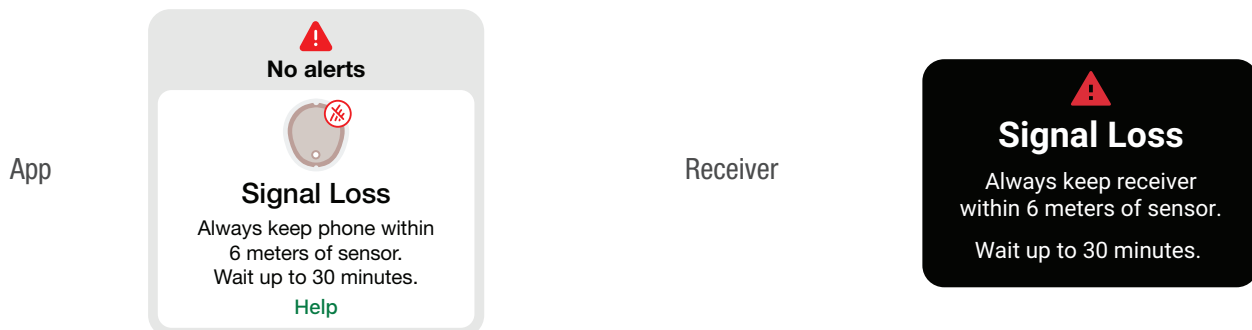 App
No alerts
Signal Loss
Always keep phone within
6 meters of sensor.
Wait up to 30 minutes.
Help
Receiver
Signal Loss
Always keep receiver
within 6 meters of sensor.
Wait up to 30 minutes.